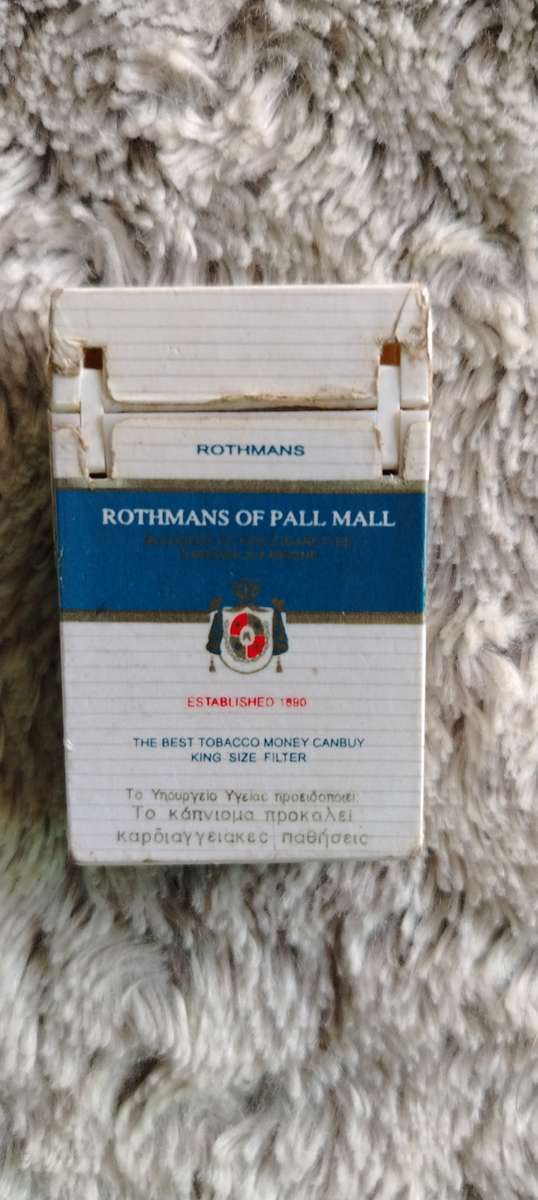 ROTHMANS
ROTHMANS OF PALL MALL
ESTABLISHED 1890
THE BEST TOBACCO MONEY CANBUY
KING SIZE FILTER
Το Υπουργείο Υγείας προειδοποιεί:
Το κάπνισμα προκαλεί
καρδιαγγειακές παθήσεις